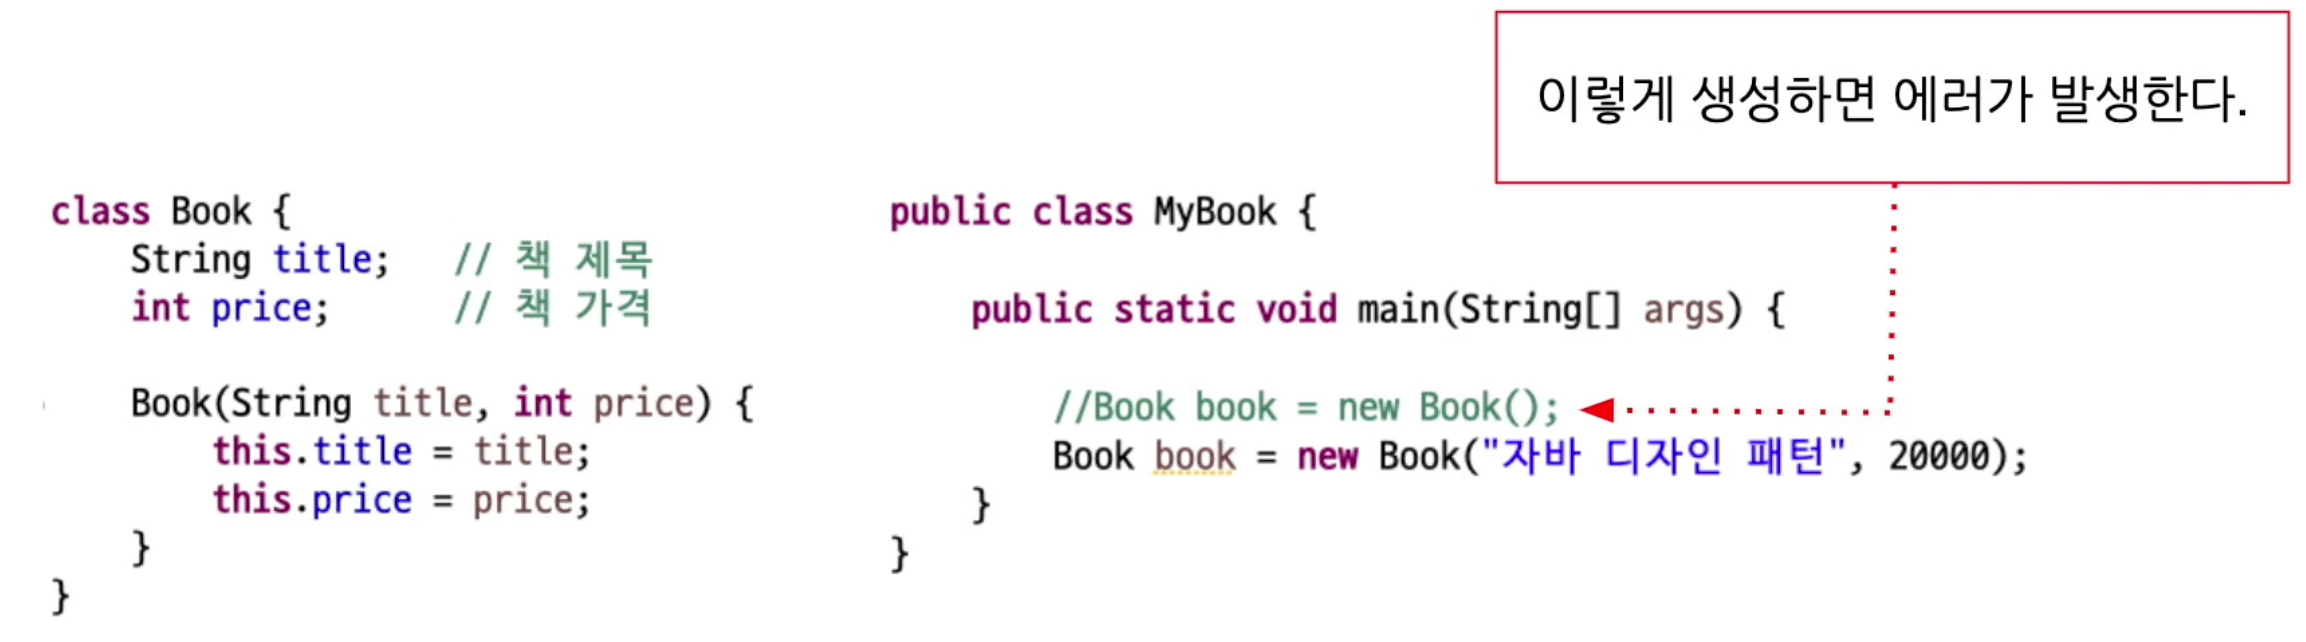 이렇게 생성하면 에러가 발생한다.
class Book {
    String title;   // 책 제목
    int price;      // 책 가격

    Book(String title, int price) {
        this.title = title;
        this.price = price;
    }
}
public class MyBook {

    public static void main(String[] args) {

        //Book book = new Book();
        Book book = new Book("자바 디자인 패턴", 20000);
    }
}